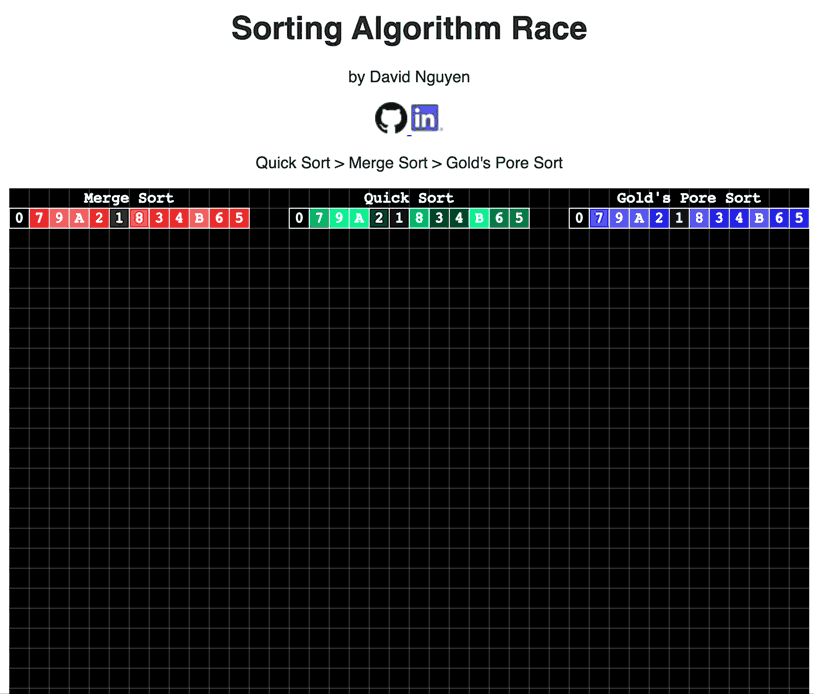 Sorting Algorithm Race
by David Nguyen
in
Quick Sort > Merge Sort > Gold's Pore Sort
Merge Sort Quick Sort Gold's Pore Sort
0 7 9 A 2 1 8 3 4 B 6 5 0 7 9 A 2 1 8 3 4 B 6 5 0 7 9 A 2 1 8 3 4 B 6 5